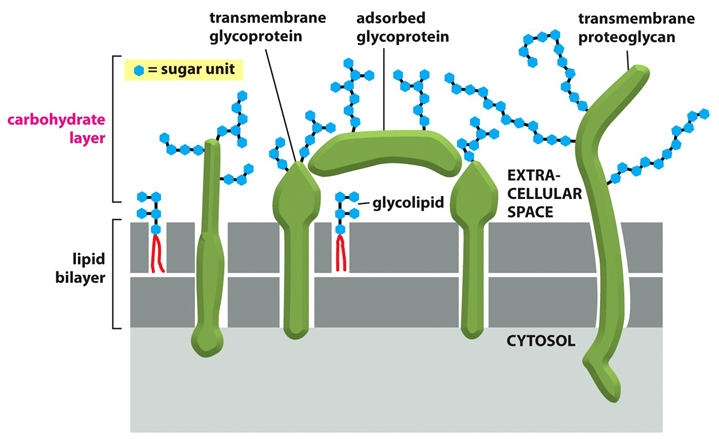 transmembrane
glycoprotein
adsorbed
glycoprotein
transmembrane
proteoglycan
= sugar unit
carbohydrate
layer
EXTRA-
CELLULAR
SPACE
glycolipid
lipid
bilayer
CYTOSOL